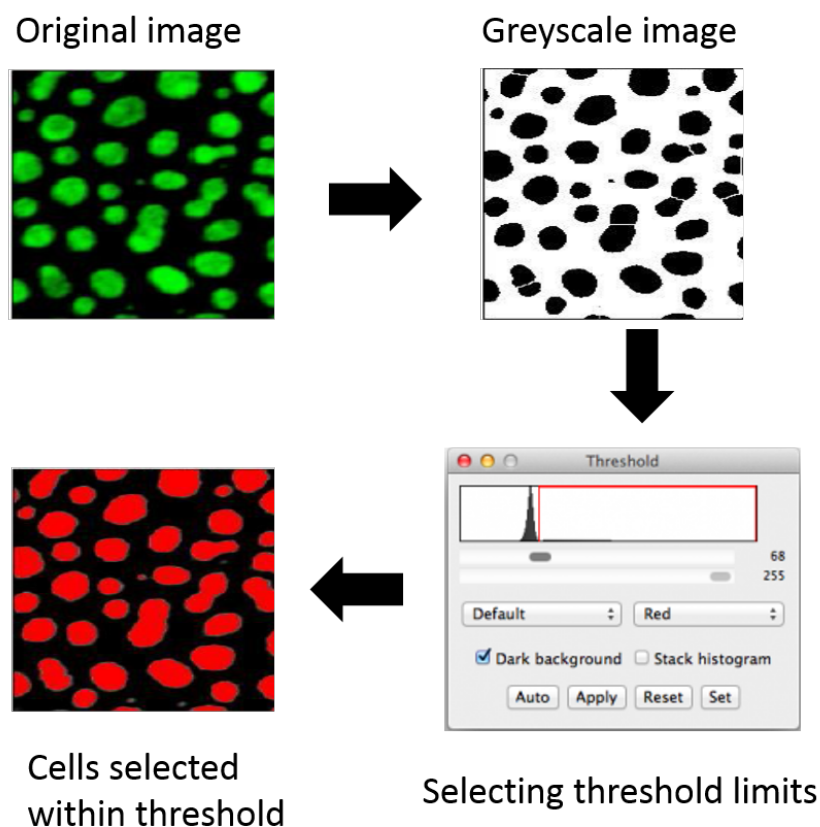 Original image
Greyscale image
Threshold
68
255
Default
Red
Dark background
Stack histogram
Auto
Apply
Reset
Set
Cells selected
within threshold
Selecting threshold limits